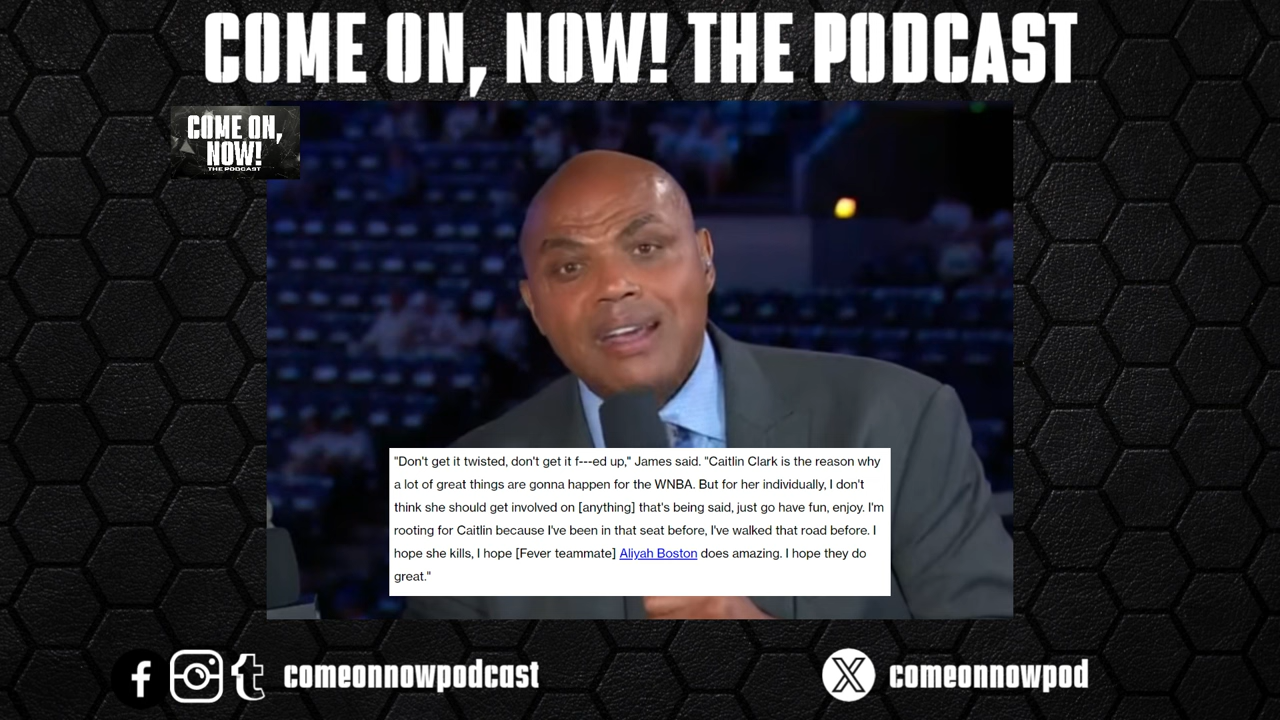 COME ON, NOW! THE PODCAST
COME ON,
NOW!
THE PODCAST
"Don't get it twisted, don't get it f---ed up," James said. "Caitlin Clark is the reason why
a lot of great things are gonna happen for the WNBA. But for her individually, I don't
think she should get involved on [anything] that's being said, just go have fun, enjoy. I'm
rooting for Caitlin because I've been in that seat before, I've walked that road before. I
hope she kills, I hope [Fever teammate] Aliyah Boston does amazing. I hope they do
great."
comeonnowpodcast
comeonnowpod